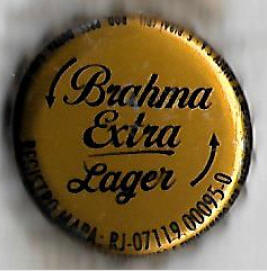 Brahma
Extra
Lager
REGISTRO MAPA: RJ-07119 00095-0